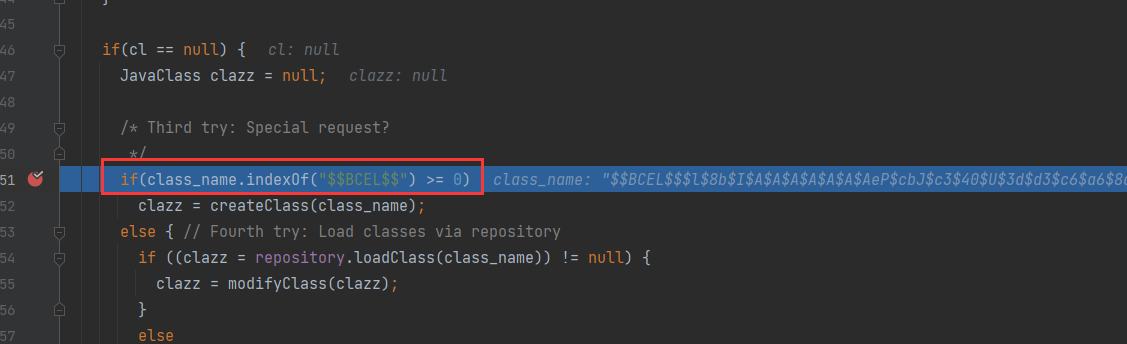 44 }
45
46 if(cl == null) { cl: null
47 JavaClass clazz = null; clazz: null
48
49 /* Third try: Special request?
50 */
51 if(class_name.indexOf("$$BCEL$$") >= 0) class_name: "$$BCEL$$$l$8b$I$A$A$A$A$A$A$AeP$cbJ$c3$40$U$3d$d3$c6$a6$8d
52 clazz = createClass(class_name);
53 else { // Fourth try: Load classes via repository
54 if ((clazz = repository.loadClass(class_name)) != null) {
55 clazz = modifyClass(clazz);
56 }
57 else